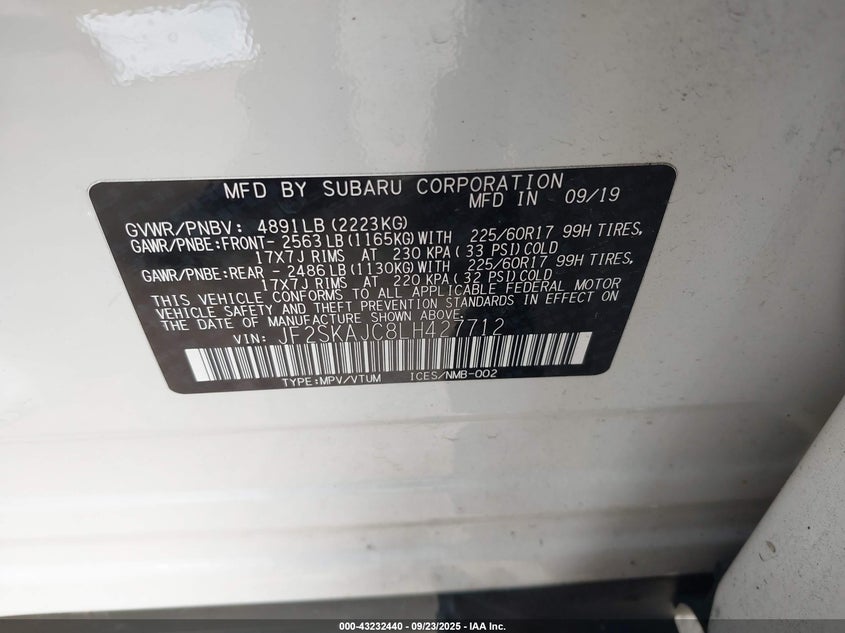 MFD BY SUBARU CORPORATION
MFD IN 09/19
GVWR/PNBV: 4891LB (2223KG)
GAWR/PNBE:FRONT- 2563LB (1165KG) WITH 225/60R17 99H TIRES,
17X7J RIMS AT 230 KPA (33 PSI) COLD
GAWR/PNBE:REAR - 2486LB (1130KG) WITH 225/60R17 99H TIRES,
17X7J RIMS AT 220 KPA (32 PSI) COLD
THIS VEHICLE CONFORMS TO ALL APPLICABLE FEDERAL MOTOR
VEHICLE SAFETY AND THEFT PREVENTION STANDARDS IN EFFECT ON
THE DATE OF MANUFACTURE SHOWN ABOVE.
VIN: JF2SKAJC8LH427712
TYPE:MPV/VTUM ICES/NMB-002
000-43232440 - 09/23/2025 - IAA Inc.